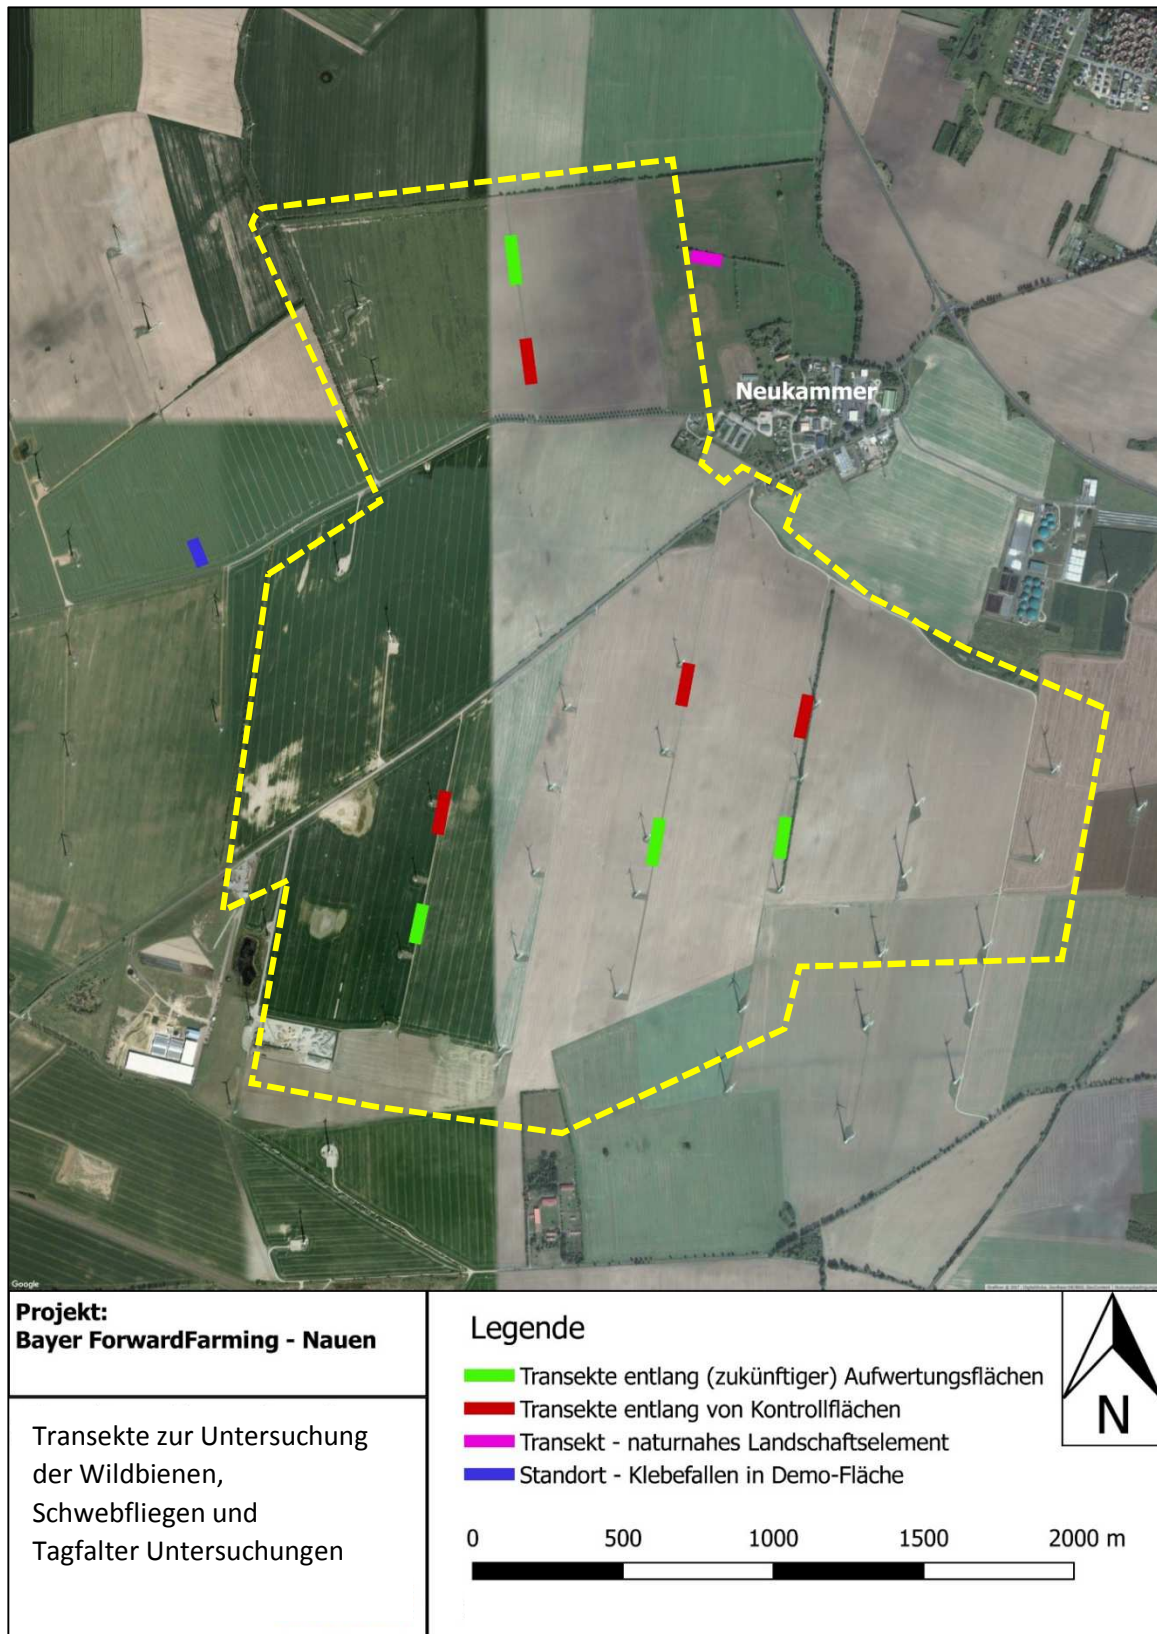 Neukammer
Google
Projekt:
Bayer ForwardFarming - Nauen
Transekte zur Untersuchung
der Wildbienen,
Schwebfliegen und
Tagfalter Untersuchungen
Legende
Transekte entlang (zukünftiger) Aufwertungsflächen
Transekte entlang von Kontrollflächen
Transekt - naturnahes Landschaftselement
Standort - Klebefallen in Demo-Fläche
0 500 1000 1500 2000 m
N